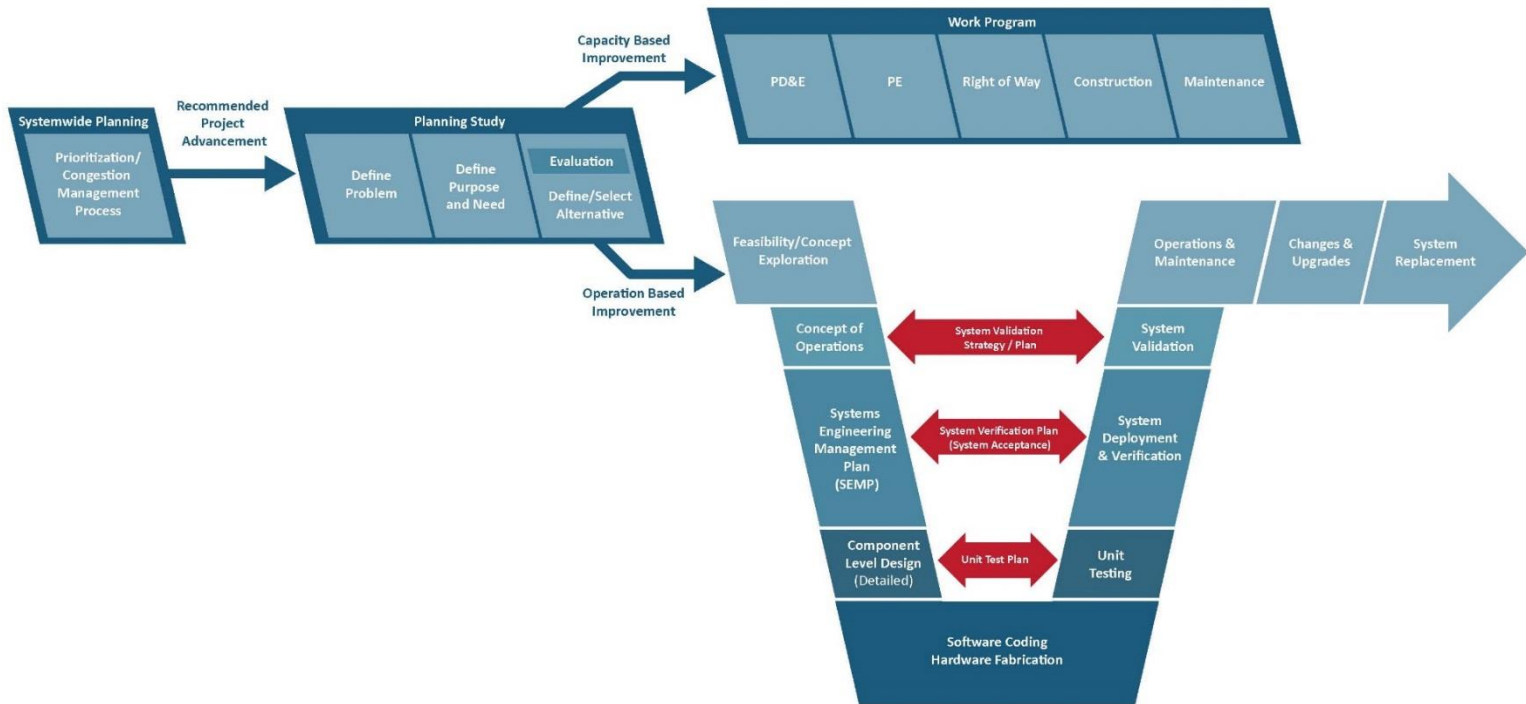 Work Program
PD&E
PE
Right of Way
Construction
Maintenance
Capacity Based
Improvement
Systemwide Planning
Prioritization/
Congestion
Management
Process
Recommended
Project
Advancement
Planning Study
Define
Problem
Define
Purpose
and Need
Evaluation
Define/Select
Alternative
Operation Based
Improvement
Feasibility/Concept
Exploration
Concept of
Operations
Systems
Engineering
Management
Plan
(SEMP)
Component
Level Design
(Detailed)
Software Coding
Hardware Fabrication
System Validation
Strategy / Plan
System Verification Plan
(System Acceptance)
Unit Test Plan
Unit
Testing
System
Deployment
& Verification
System
Validation
Operations &
Maintenance
Changes &
Upgrades
System
Replacement